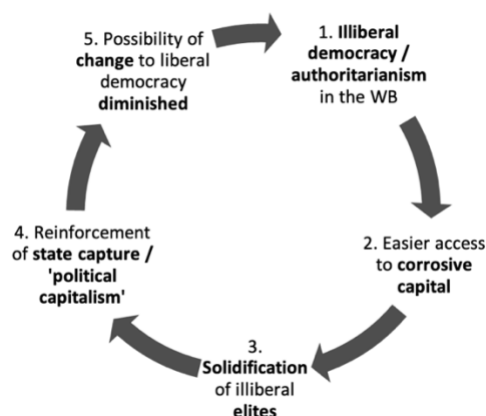 1. Illiberal
democracy /
authoritarianism
in the WB
2. Easier access
to corrosive
capital
3.
Solidification
of illiberal
elites
4. Reinforcement
of state capture /
'political
capitalism'
5. Possibility of
change to liberal
democracy
diminished